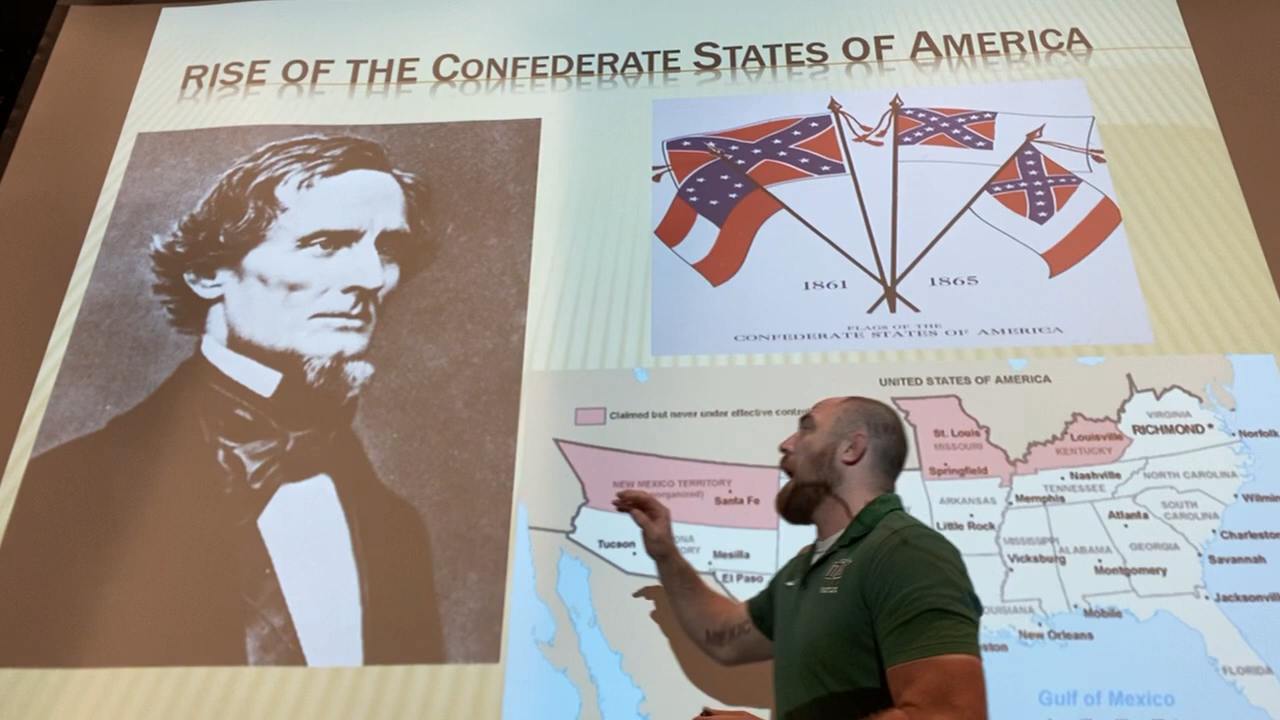 RISE OF THE CONFEDERATE STATES OF AMERICA
1861
1865
FLAGS OF THE
CONFEDERATE STATES OF AMERICA
UNITED STATES OF AMERICA
Claimed but never under effective
NEW MEXICO TERRITORY
Santa Fe
Tucson
Mesilla
El Paso
St. Louis
MISSOURI
Springfield
Louisville
KENTUCKY
VIRGINIA
RICHMOND
Norfolk
Nashville
TENNESSEE
NORTH CAROLINA
Memphis
ARKANSAS
Little Rock
SOUTH
CAROLINA
Atlanta
GEORGIA
MISSISSIPPI
Vicksburg
ALABAMA
Montgomery
Charleston
Savannah
Jacksonvil
Mobile
New Orleans
FLORIDA
Gulf of Mexico